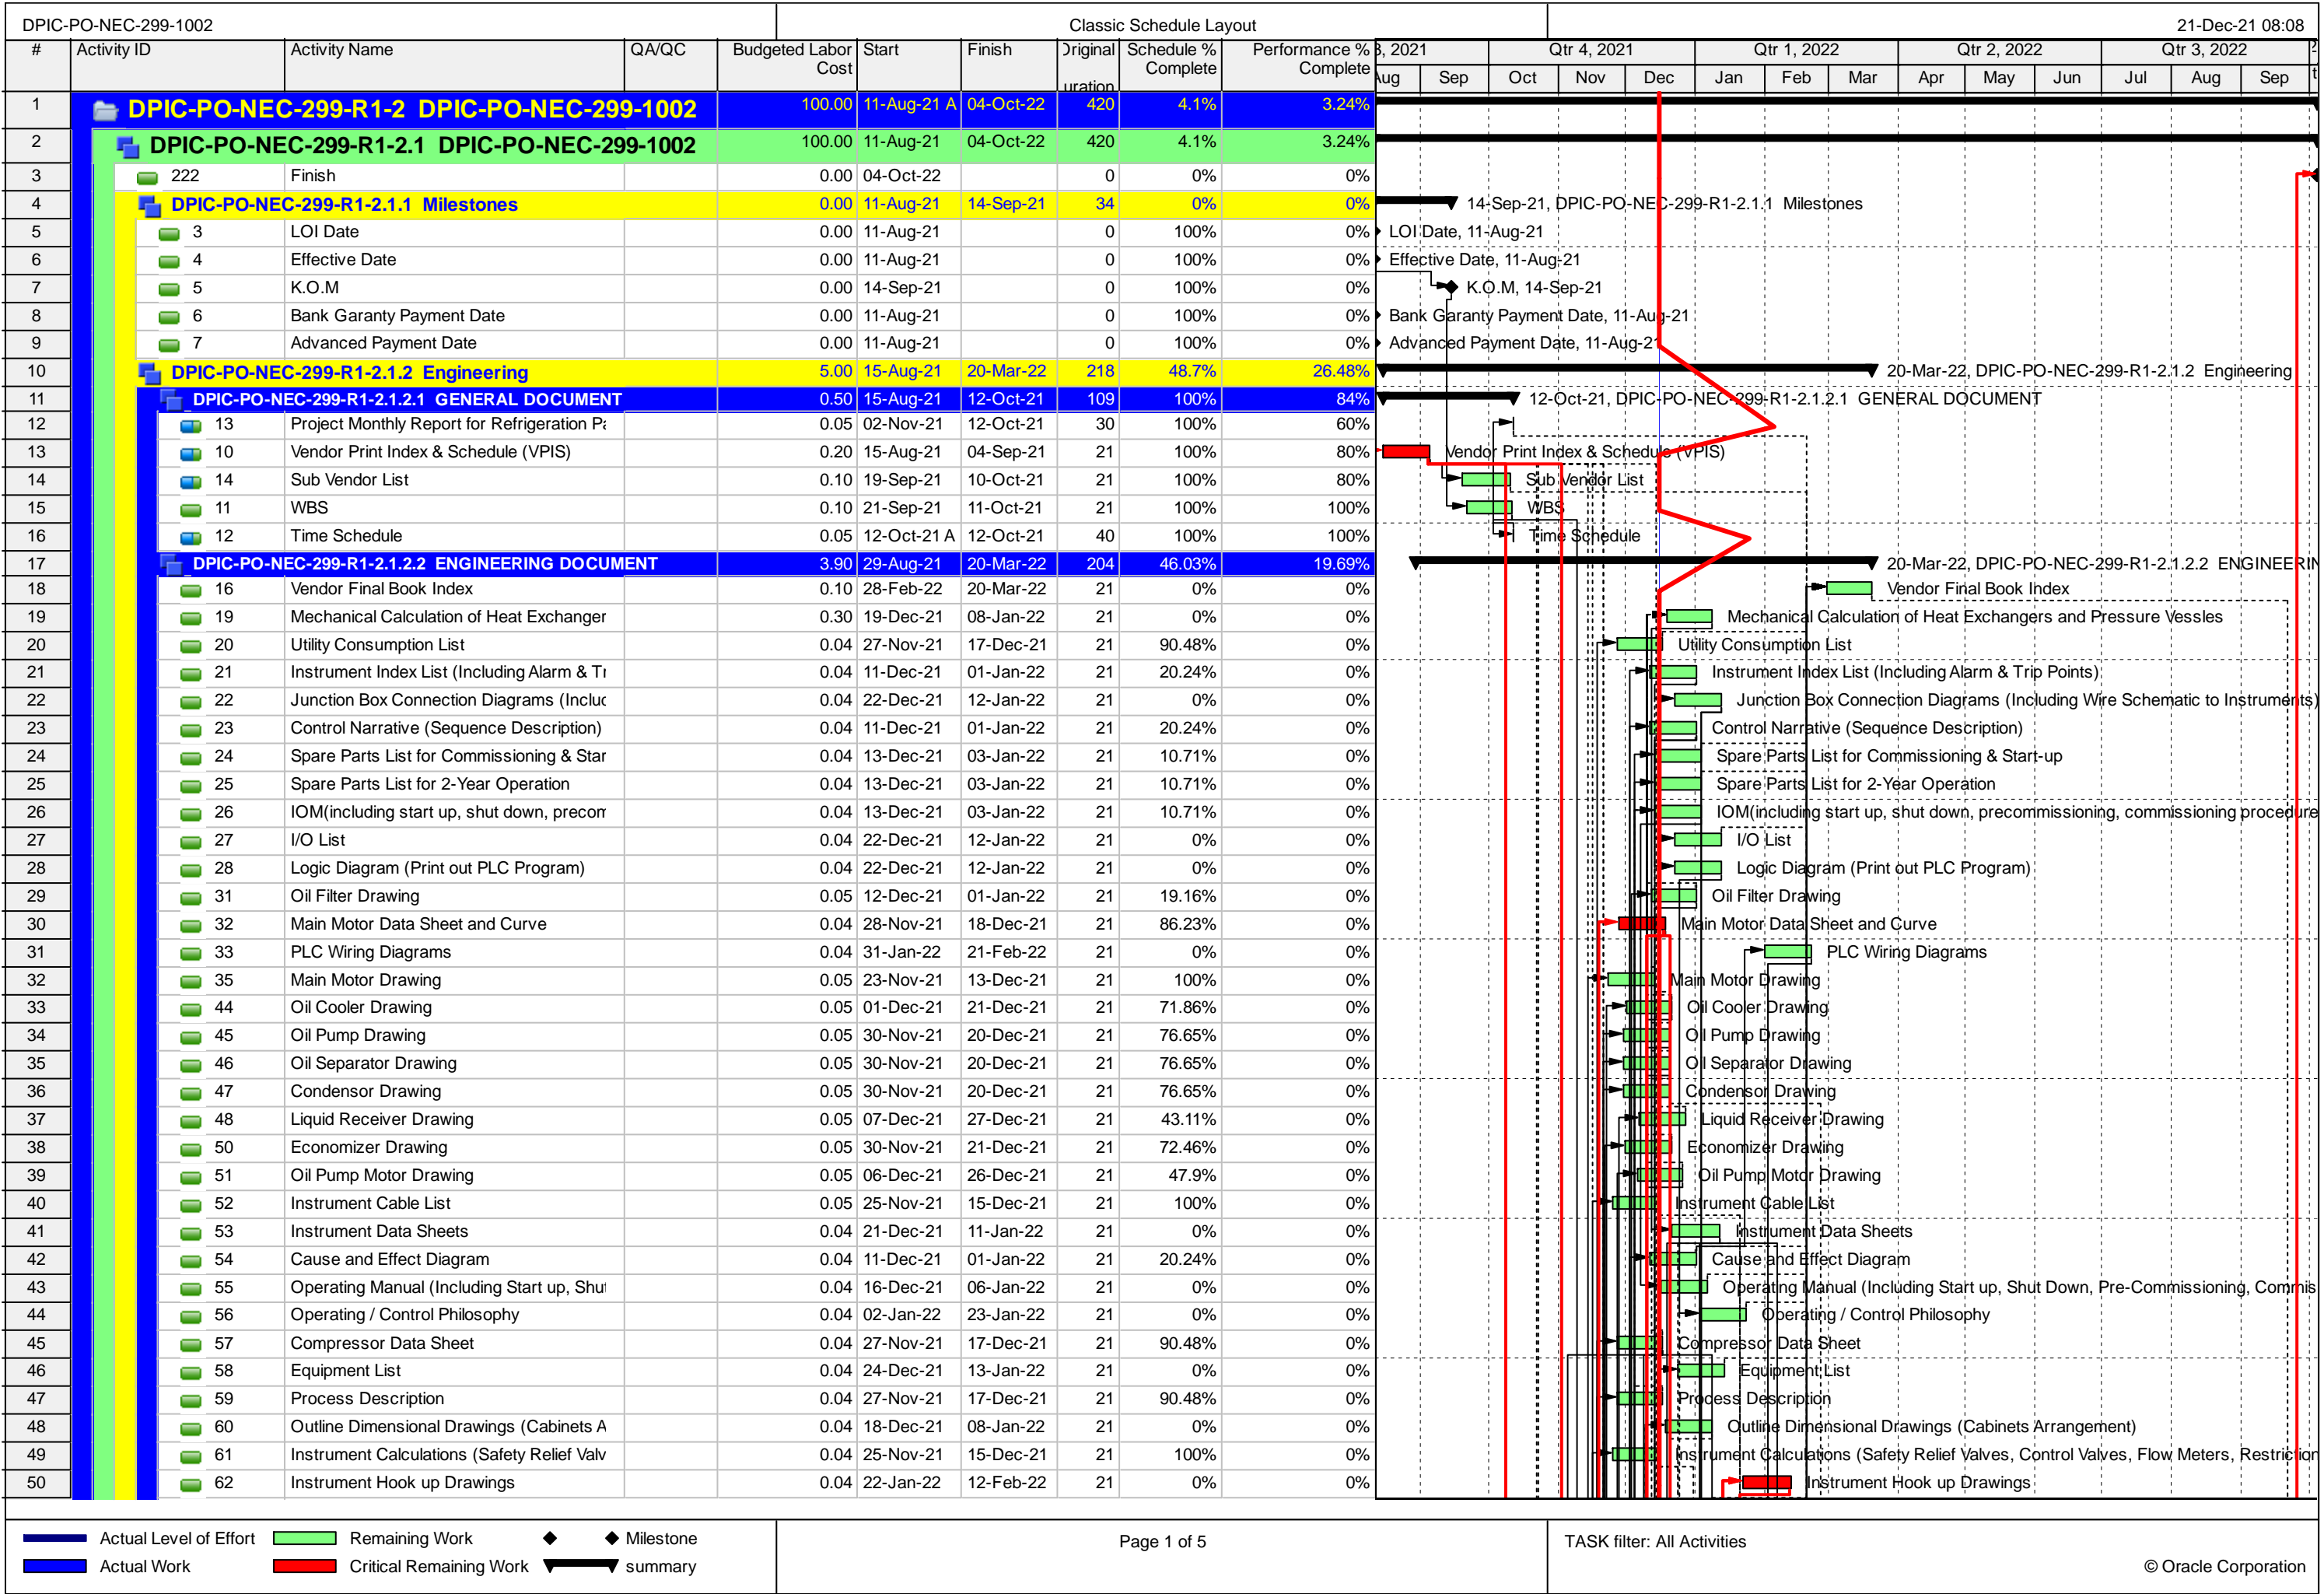 DPIC-PO-NEC-299-1002 Classic Schedule Layout 21-Dec-21 08:08
# Activity ID Activity Name QA/QC Budgeted Labor Cost Start Finish Original Duration Schedule % Complete Performance % Complete
3, 2021 Qtr 4, 2021 Qtr 1, 2022 Qtr 2, 2022 Qtr 3, 2022
Aug Sep Oct Nov Dec Jan Feb Mar Apr May Jun Jul Aug Sep
1 DPIC-PO-NEC-299-R1-2 DPIC-PO-NEC-299-1002 100.00 11-Aug-21 A 04-Oct-22 420 4.1% 3.24%
2 DPIC-PO-NEC-299-R1-2.1 DPIC-PO-NEC-299-1002 100.00 11-Aug-21 04-Oct-22 420 4.1% 3.24%
3 222 Finish 0.00 04-Oct-22 0 0% 0%
4 DPIC-PO-NEC-299-R1-2.1.1 Milestones 0.00 11-Aug-21 14-Sep-21 34 0% 0% 14-Sep-21, DPIC-PO-NEC-299-R1-2.1.1 Milestones
5 3 LOI Date 0.00 11-Aug-21 0 100% 0% LOI Date, 11-Aug-21
6 4 Effective Date 0.00 11-Aug-21 0 100% 0% Effective Date, 11-Aug-21
7 5 K.O.M 0.00 14-Sep-21 0 100% 0% K.O.M, 14-Sep-21
8 6 Bank Garanty Payment Date 0.00 11-Aug-21 0 100% 0% Bank Garanty Payment Date, 11-Aug-21
9 7 Advanced Payment Date 0.00 11-Aug-21 0 100% 0% Advanced Payment Date, 11-Aug-21
10 DPIC-PO-NEC-299-R1-2.1.2 Engineering 5.00 15-Aug-21 20-Mar-22 218 48.7% 26.48% 20-Mar-22, DPIC-PO-NEC-299-R1-2.1.2 Engineering
11 DPIC-PO-NEC-299-R1-2.1.2.1 GENERAL DOCUMENT 0.50 15-Aug-21 12-Oct-21 109 100% 84% 12-Oct-21, DPIC-PO-NEC-299-R1-2.1.2.1 GENERAL DOCUMENT
12 13 Project Monthly Report for Refrigeration Pa 0.05 02-Nov-21 12-Oct-21 30 100% 60%
13 10 Vendor Print Index & Schedule (VPIS) 0.20 15-Aug-21 04-Sep-21 21 100% 80% Vendor Print Index & Schedule (VPIS)
14 14 Sub Vendor List 0.10 19-Sep-21 10-Oct-21 21 100% 80% Sub Vendor List
15 11 WBS 0.10 21-Sep-21 11-Oct-21 21 100% 100% WBS
16 12 Time Schedule 0.05 12-Oct-21 A 12-Oct-21 40 100% 100% Time Schedule
17 DPIC-PO-NEC-299-R1-2.1.2.2 ENGINEERING DOCUMENT 3.90 29-Aug-21 20-Mar-22 204 46.03% 19.69% 20-Mar-22, DPIC-PO-NEC-299-R1-2.1.2.2 ENGINEERIN
18 16 Vendor Final Book Index 0.10 28-Feb-22 20-Mar-22 21 0% 0% Vendor Final Book Index
19 19 Mechanical Calculation of Heat Exchanger 0.30 19-Dec-21 08-Jan-22 21 0% 0% Mechanical Calculation of Heat Exchangers and Pressure Vessles
20 20 Utility Consumption List 0.04 27-Nov-21 17-Dec-21 21 90.48% 0% Utility Consumption List
21 21 Instrument Index List (Including Alarm & Tr 0.04 11-Dec-21 01-Jan-22 21 20.24% 0% Instrument Index List (Including Alarm & Trip Points)
22 22 Junction Box Connection Diagrams (Includ 0.04 22-Dec-21 12-Jan-22 21 0% 0% Junction Box Connection Diagrams (Including Wire Schematic to Instruments)
23 23 Control Narrative (Sequence Description) 0.04 11-Dec-21 01-Jan-22 21 20.24% 0% Control Narrative (Sequence Description)
24 24 Spare Parts List for Commissioning & Star 0.04 13-Dec-21 03-Jan-22 21 10.71% 0% Spare Parts List for Commissioning & Start-up
25 25 Spare Parts List for 2-Year Operation 0.04 13-Dec-21 03-Jan-22 21 10.71% 0% Spare Parts List for 2-Year Operation
26 26 IOM(including start up, shut down, precom 0.04 13-Dec-21 03-Jan-22 21 10.71% 0% IOM(including start up, shut down, precommissioning, commissioning procedure
27 27 I/O List 0.04 22-Dec-21 12-Jan-22 21 0% 0% I/O List
28 28 Logic Diagram (Print out PLC Program) 0.04 22-Dec-21 12-Jan-22 21 0% 0% Logic Diagram (Print out PLC Program)
29 31 Oil Filter Drawing 0.05 12-Dec-21 01-Jan-22 21 19.16% 0% Oil Filter Drawing
30 32 Main Motor Data Sheet and Curve 0.04 28-Nov-21 18-Dec-21 21 86.23% 0% Main Motor Data Sheet and Curve
31 33 PLC Wiring Diagrams 0.04 31-Jan-22 21-Feb-22 21 0% 0% PLC Wiring Diagrams
32 35 Main Motor Drawing 0.05 23-Nov-21 13-Dec-21 21 100% 0% Main Motor Drawing
33 44 Oil Cooler Drawing 0.05 01-Dec-21 21-Dec-21 21 71.86% 0% Oil Cooler Drawing
34 45 Oil Pump Drawing 0.05 30-Nov-21 20-Dec-21 21 76.65% 0% Oil Pump Drawing
35 46 Oil Separator Drawing 0.05 30-Nov-21 20-Dec-21 21 76.65% 0% Oil Separator Drawing
36 47 Condensor Drawing 0.05 30-Nov-21 20-Dec-21 21 76.65% 0% Condensor Drawing
37 48 Liquid Receiver Drawing 0.05 07-Dec-21 27-Dec-21 21 43.11% 0% Liquid Receiver Drawing
38 50 Economizer Drawing 0.05 30-Nov-21 21-Dec-21 21 72.46% 0% Economizer Drawing
39 51 Oil Pump Motor Drawing 0.05 06-Dec-21 26-Dec-21 21 47.9% 0% Oil Pump Motor Drawing
40 52 Instrument Cable List 0.05 25-Nov-21 15-Dec-21 21 100% 0% Instrument Cable List
41 53 Instrument Data Sheets 0.04 21-Dec-21 11-Jan-22 21 0% 0% Instrument Data Sheets
42 54 Cause and Effect Diagram 0.04 11-Dec-21 01-Jan-22 21 20.24% 0% Cause and Effect Diagram
43 55 Operating Manual (Including Start up, Shut 0.04 16-Dec-21 06-Jan-22 21 0% 0% Operating Manual (Including Start up, Shut Down, Pre-Commissioning, Commis
44 56 Operating / Control Philosophy 0.04 02-Jan-22 23-Jan-22 21 0% 0% Operating / Control Philosophy
45 57 Compressor Data Sheet 0.04 27-Nov-21 17-Dec-21 21 90.48% 0% Compressor Data Sheet
46 58 Equipment List 0.04 24-Dec-21 13-Jan-22 21 0% 0% Equipment List
47 59 Process Description 0.04 27-Nov-21 17-Dec-21 21 90.48% 0% Process Description
48 60 Outline Dimensional Drawings (Cabinets A 0.04 18-Dec-21 08-Jan-22 21 0% 0% Outline Dimensional Drawings (Cabinets Arrangement)
49 61 Instrument Calculations (Safety Relief Valv 0.04 25-Nov-21 15-Dec-21 21 100% 0% Instrument Calculations (Safety Relief Valves, Control Valves, Flow Meters, Restriction
50 62 Instrument Hook up Drawings 0.04 22-Jan-22 12-Feb-22 21 0% 0% Instrument Hook up Drawings
Actual Level of Effort Remaining Work Milestone Page 1 of 5 TASK filter: All Activities
Actual Work Critical Remaining Work summary
© Oracle Corporation